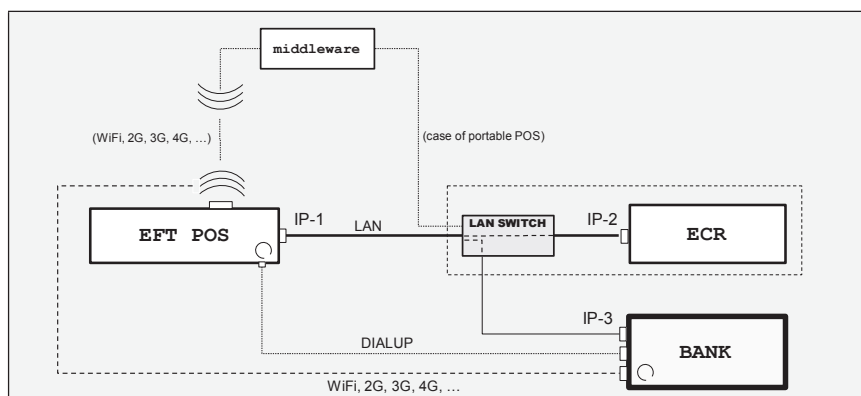 middleware
(WiFi, 2G, 3G, 4G, ...)
(case of portable POS)
EFT POS
IP-1
LAN
LAN SWITCH
IP-2
ECR
IP-3
DIALUP
BANK
WiFi, 2G, 3G, 4G, ...